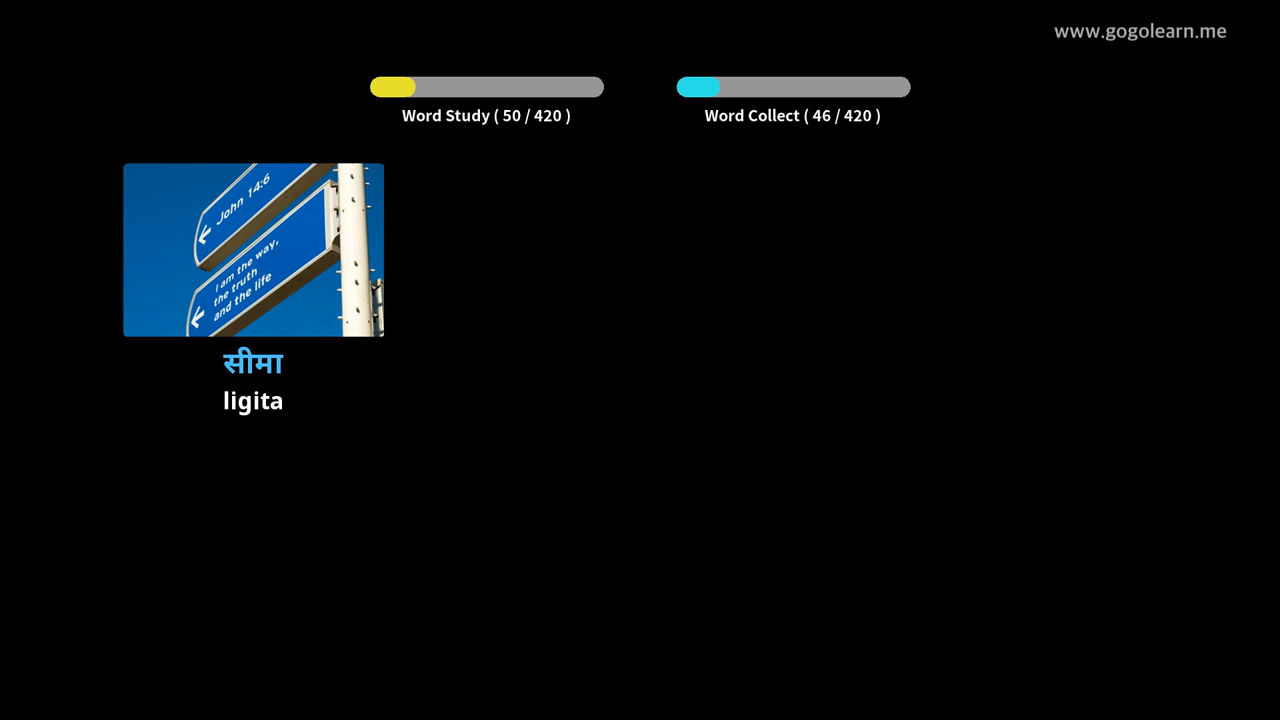 www.gogolearn.me
Word Study ( 50 / 420 )
Word Collect ( 46 / 420 )
John 14:6
I am the way,
the truth
and the life
सीमा
ligita